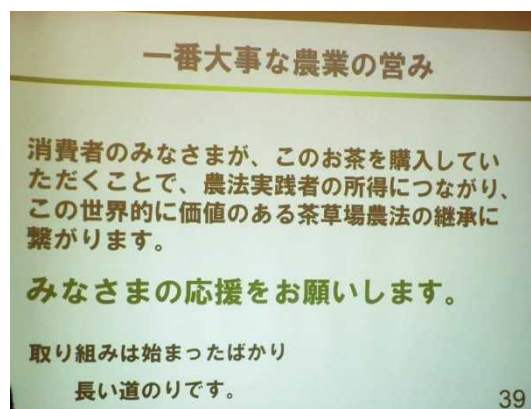 一番大事な農業の営み
消費者のみなさまが、このお茶を購入してい
ただくことで、農法実践者の所得につながり、
この世界的に価値のある茶草場農法の継承に
繋がります。
みなさまの応援をお願いします。
取り組みは始まったばかり
長い道のりです。
39